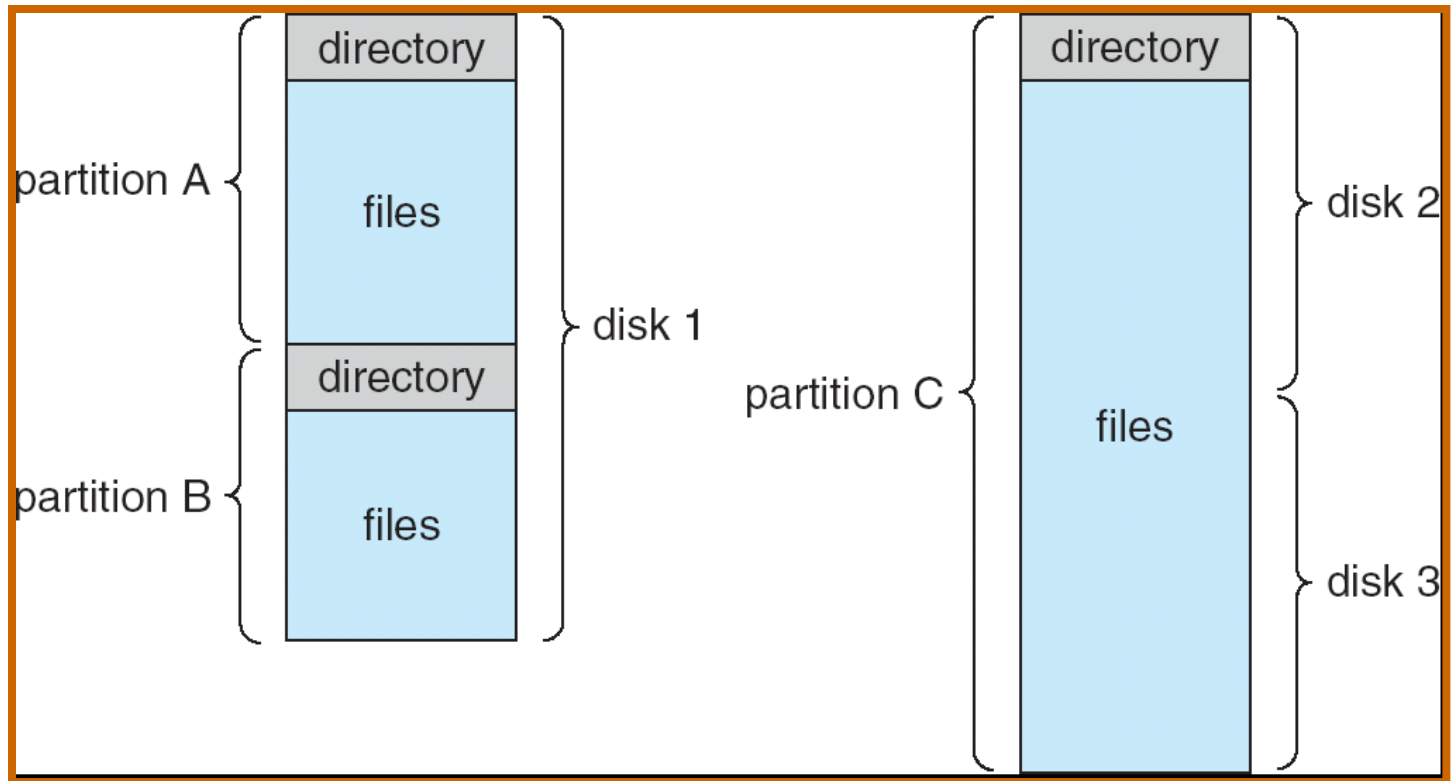 directory
partition A
files
disk 1
directory
partition B
files
directory
disk 2
partition C
files
disk 3